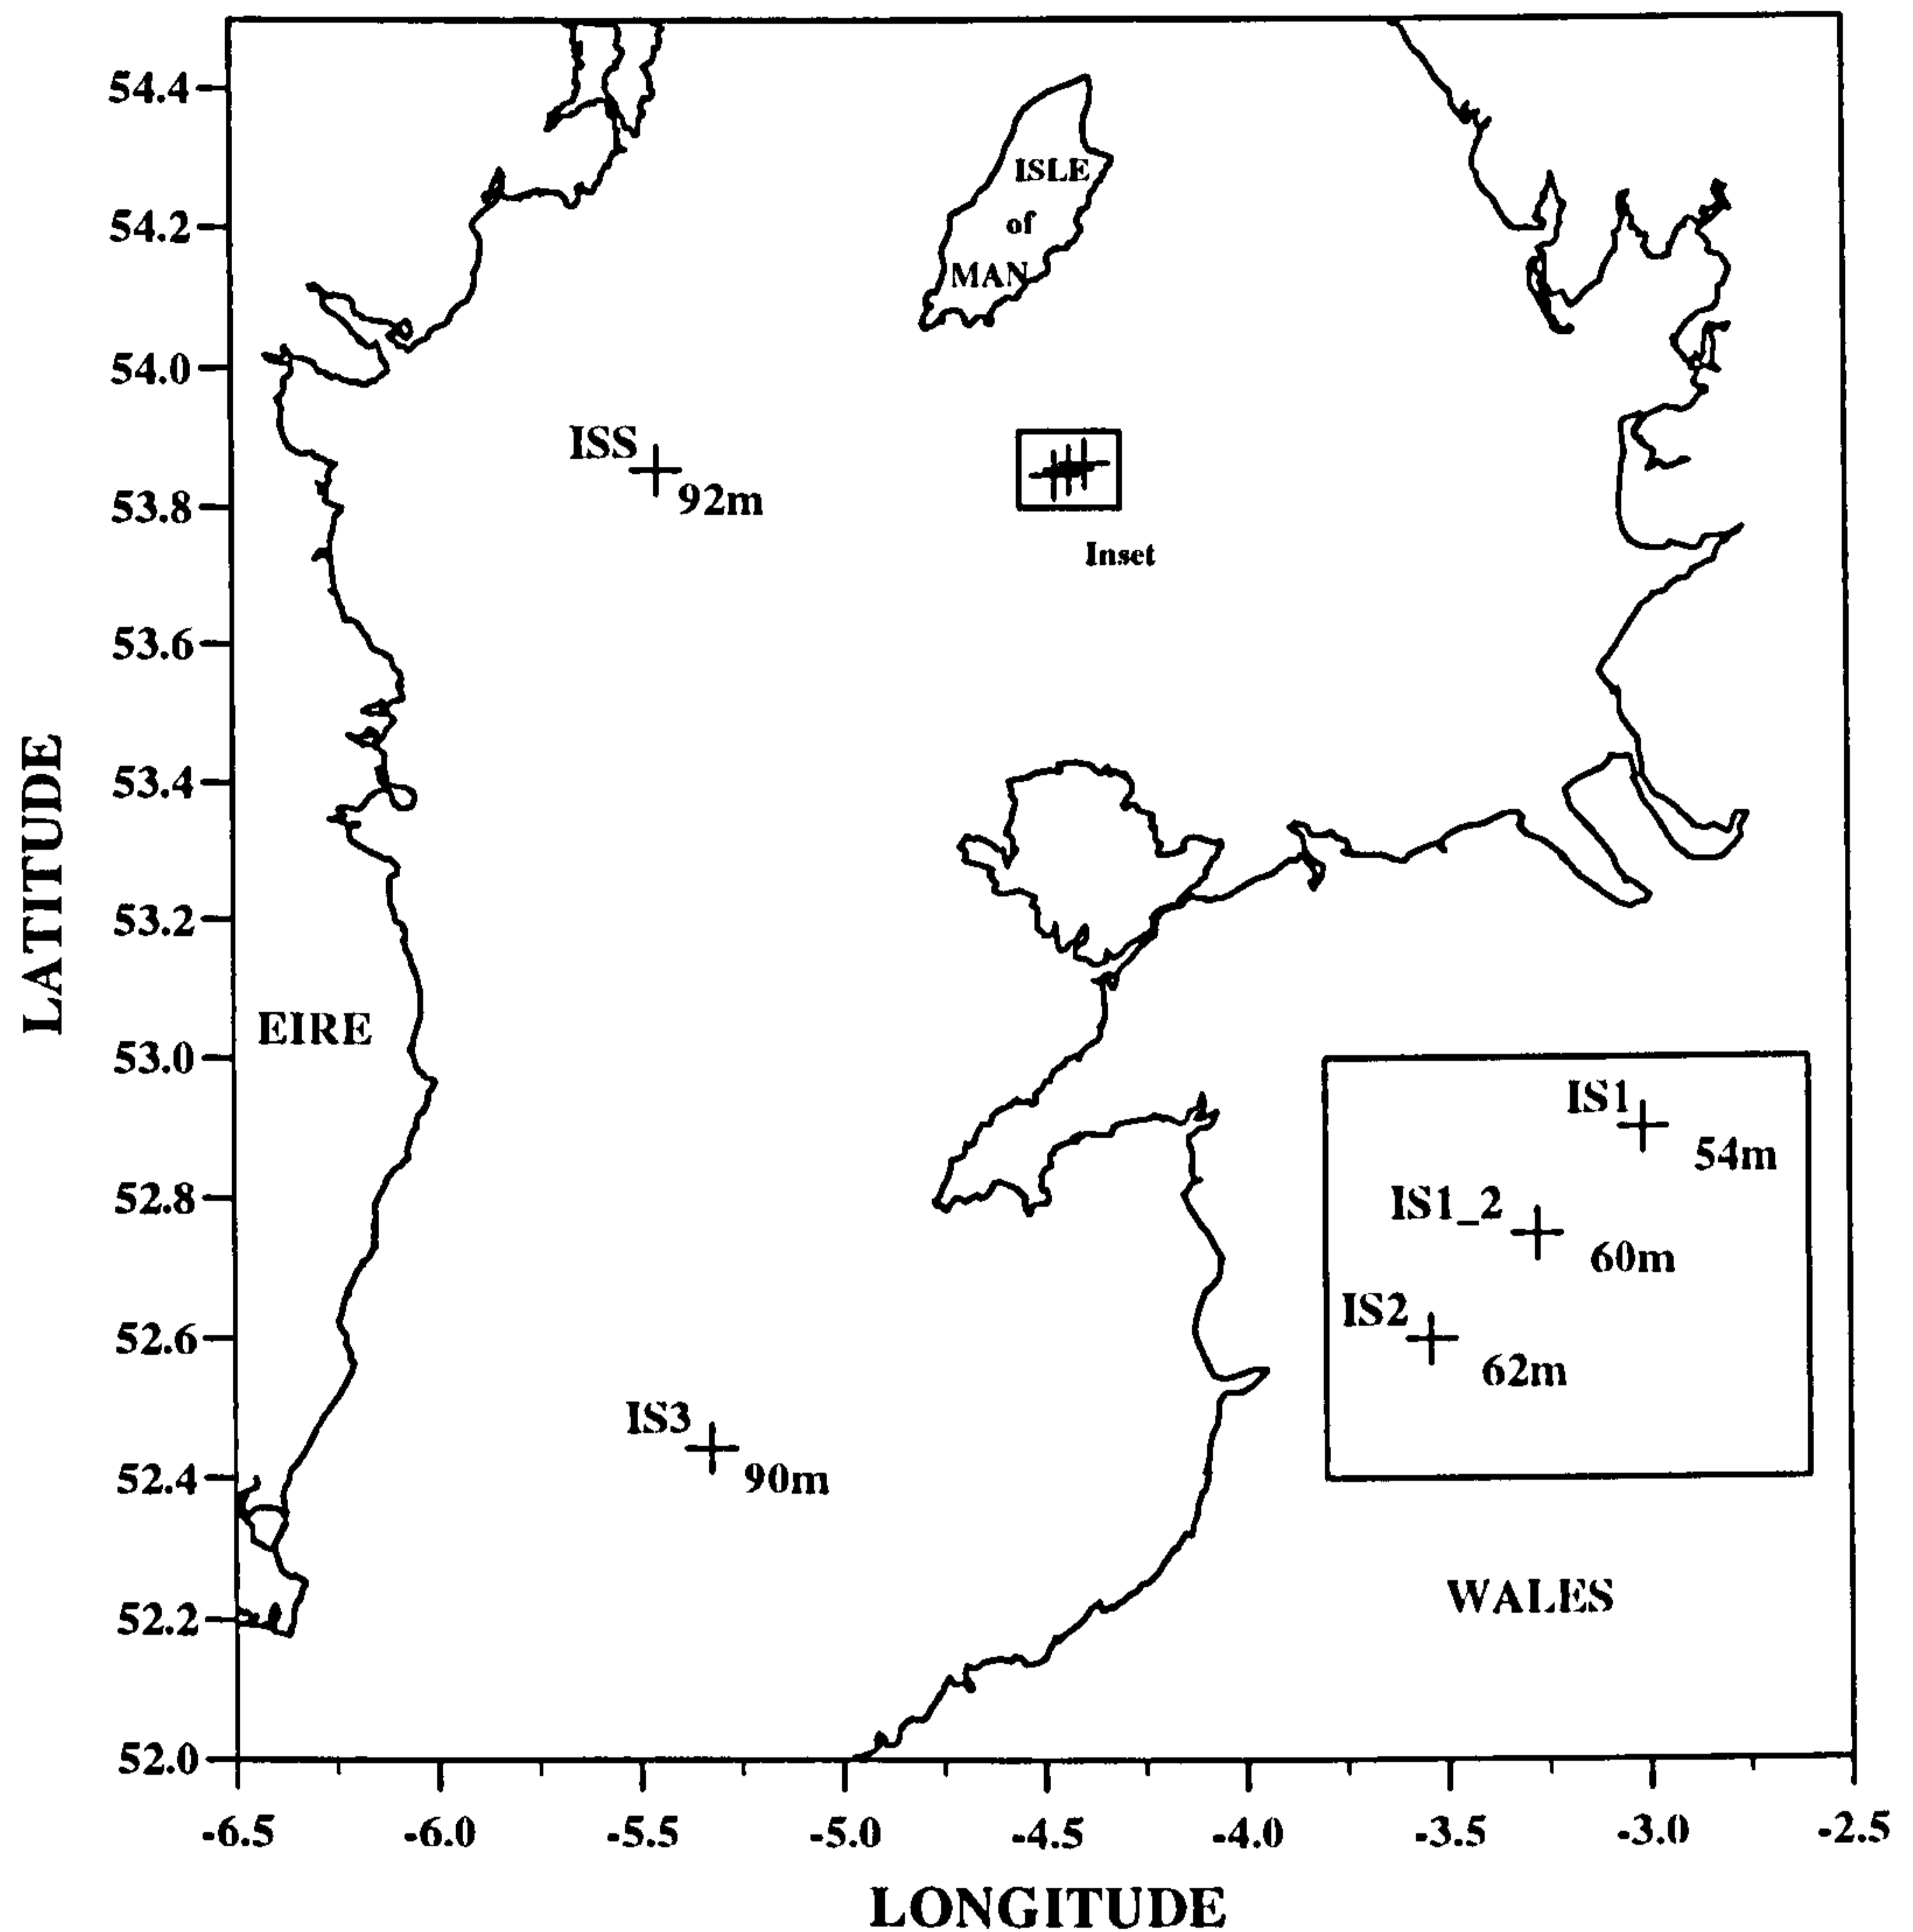 54.4
ISLE
of
MAN
54.2
54.0
ISS
92m
53.8
Inset
53.6
53.4
53.2
LATITUDE
EIRE
53.0
IS1
54m
IS1_2
60m
52.8
IS2
62m
52.6
IS3
90m
52.4
WALES
52.2
52.0
-6.5 -6.0 -5.5 -5.0 -4.5 -4.0 -3.5 -3.0 -2.5
LONGITUDE